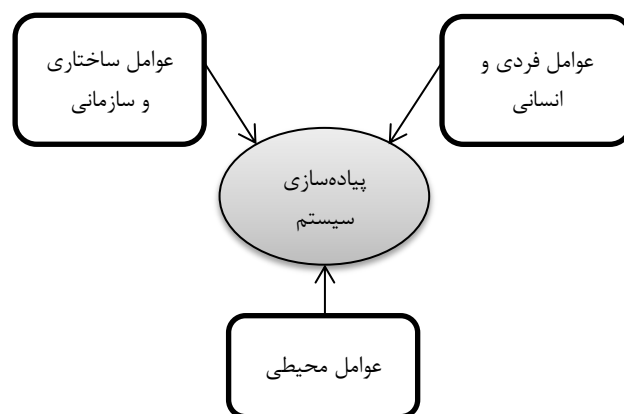 عوامل فردی و
انسانی
عوامل ساختاری
و سازمانی
پیاده‌سازی
سیستم
عوامل محیطی